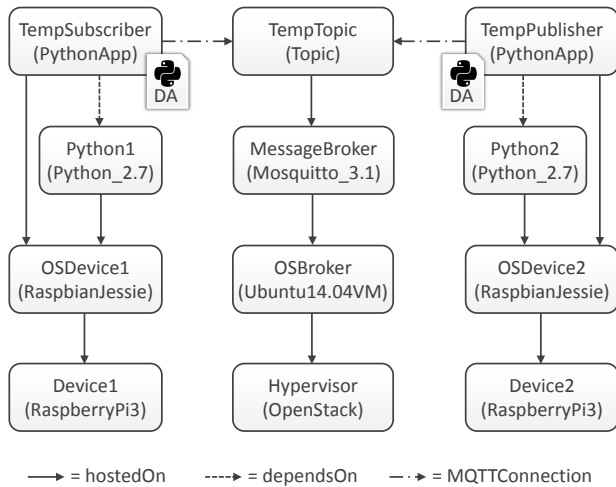 TempSubscriber
(PythonApp)
TempTopic
(Topic)
TempPublisher
(PythonApp)
DA
DA
Python1
(Python_2.7)
MessageBroker
(Mosquitto_3.1)
Python2
(Python_2.7)
OSDevice1
(RaspbianJessie)
OSBroker
(Ubuntu14.04VM)
OSDevice2
(RaspbianJessie)
Device1
(RaspberryPi3)
Hypervisor
(OpenStack)
Device2
(RaspberryPi3)
= hostedOn
= dependsOn
= MQTTConnection